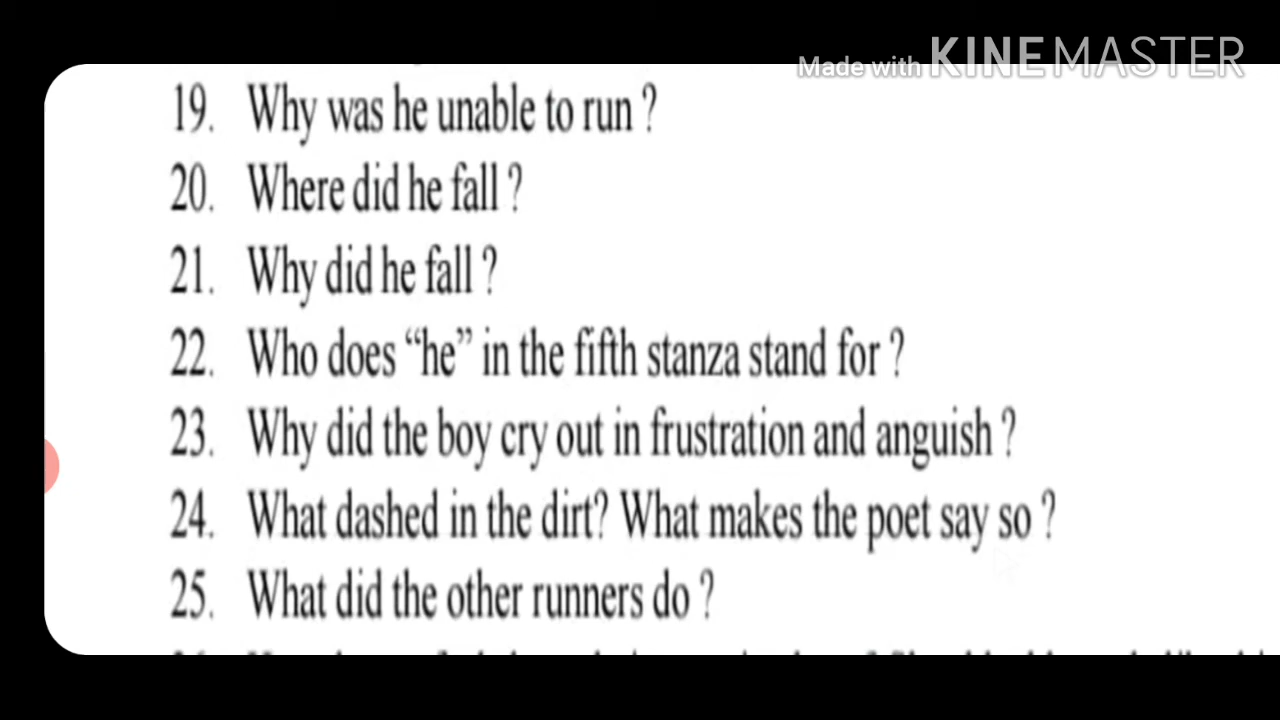 Made with KINEMASTER
19. Why was he unable to run ?
20. Where did he fall ?
21. Why did he fall ?
22. Who does “he” in the fifth stanza stand for ?
23. Why did the boy cry out in frustration and anguish ?
24. What dashed in the dirt? What makes the poet say so ?
25. What did the other runners do ?